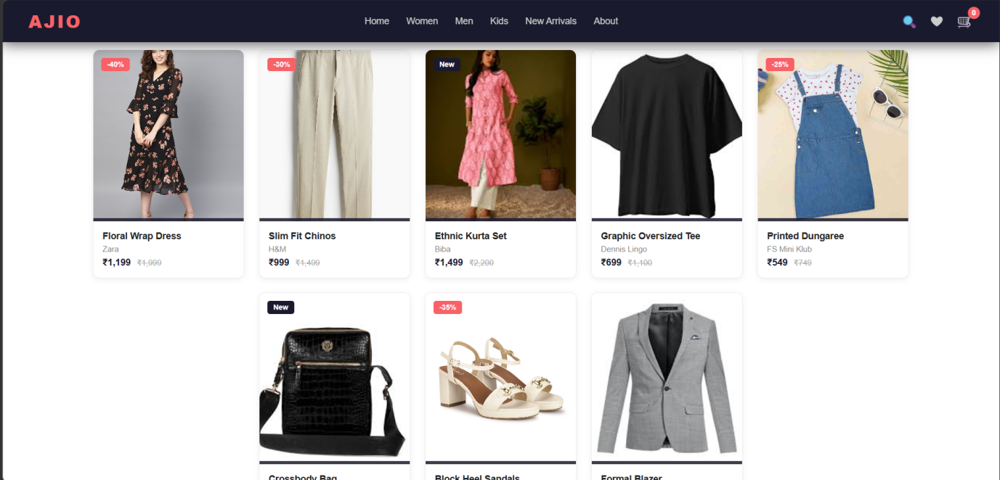 AJIO
Home Women Men Kids New Arrivals About
0
-40%
-30%
New
-25%
Floral Wrap Dress
Zara
₹1,199 ₹1,999
Slim Fit Chinos
H&M
₹999 ₹1,499
Ethnic Kurta Set
Biba
₹1,499 ₹2,200
Graphic Oversized Tee
Dennis Lingo
₹699 ₹1,100
Printed Dungaree
FS Mini Klub
₹549 ₹749
New
-35%
Crossbody Bag
Block Heel Sandals
Formal Blazer